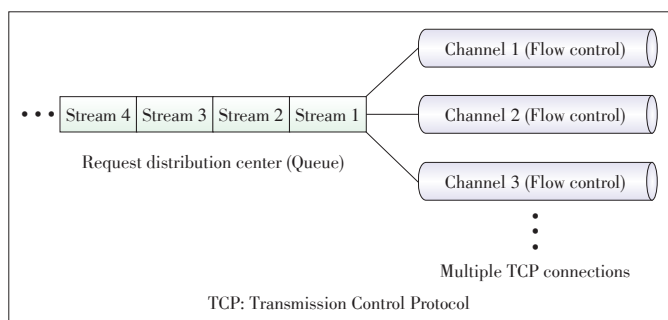 Channel 1 (Flow control)
••• Stream 4 Stream 3 Stream 2 Stream 1
Channel 2 (Flow control)
Request distribution center (Queue)
Channel 3 (Flow control)
Multiple TCP connections
TCP: Transmission Control Protocol